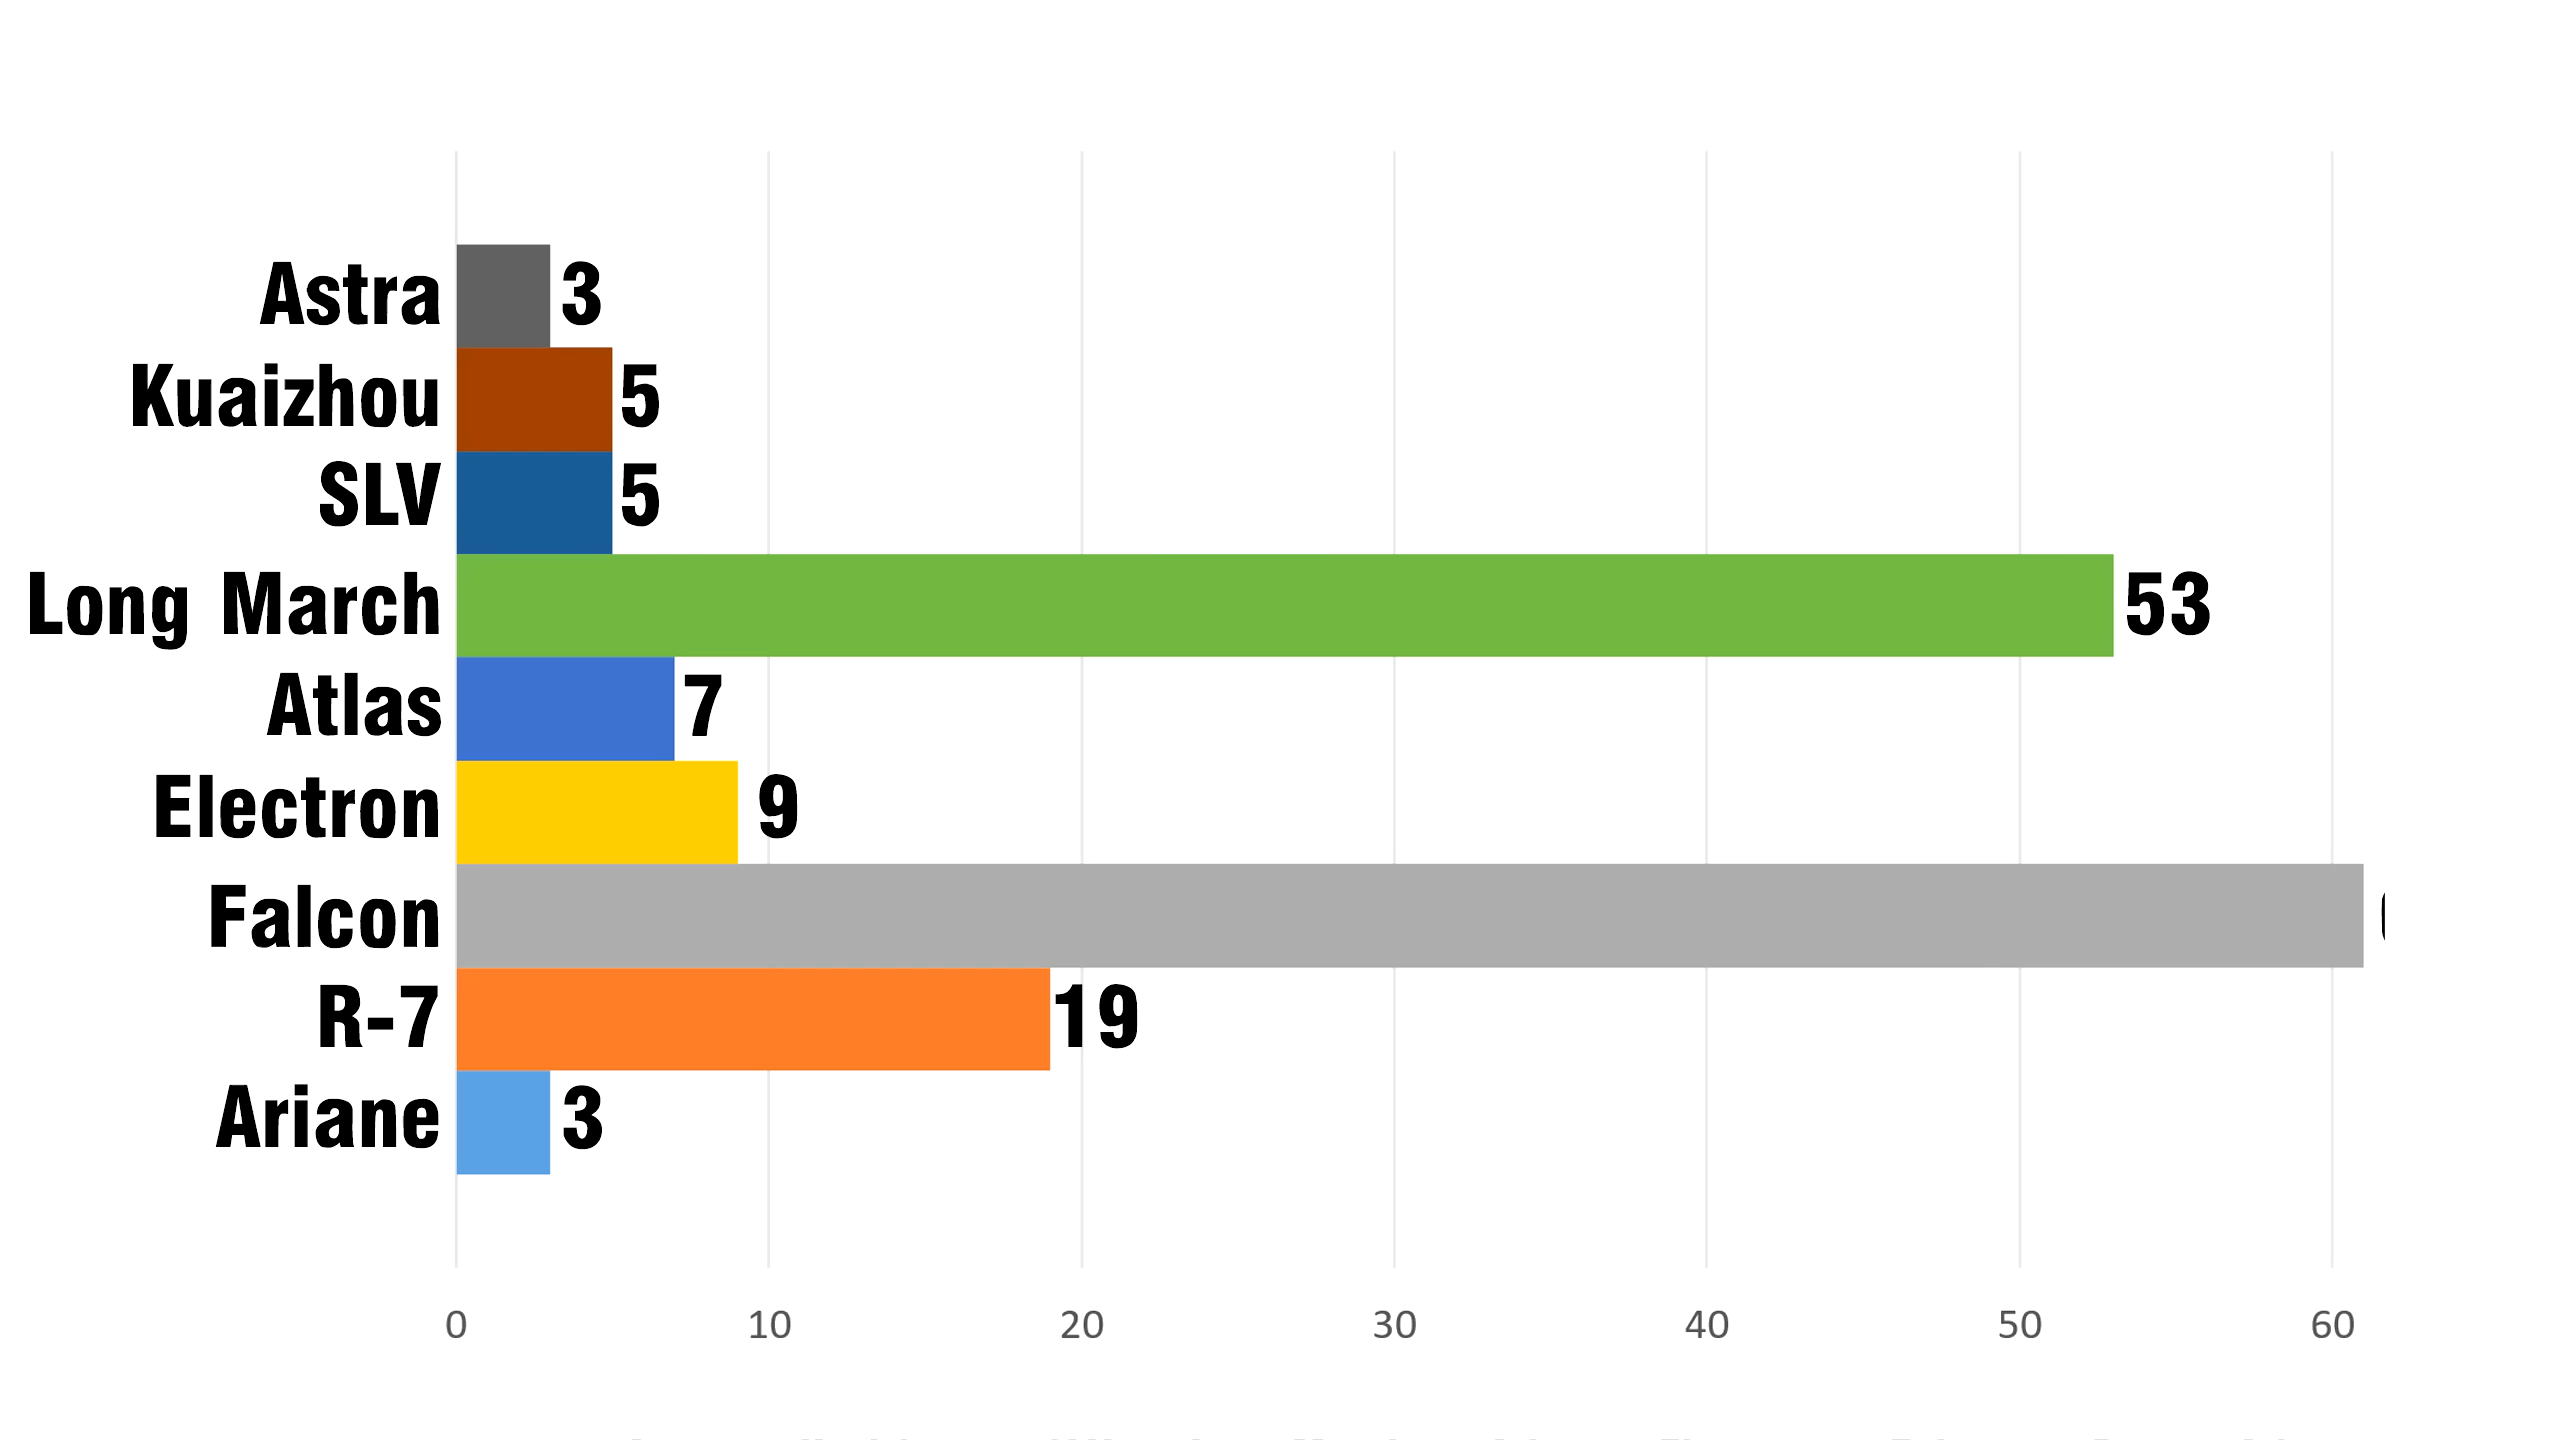 Astra 3
Kuaizhou 5
SLV 5
Long March 53
Atlas 7
Electron 9
Falcon
R-7 19
Ariane 3
0 10 20 30 40 50 60